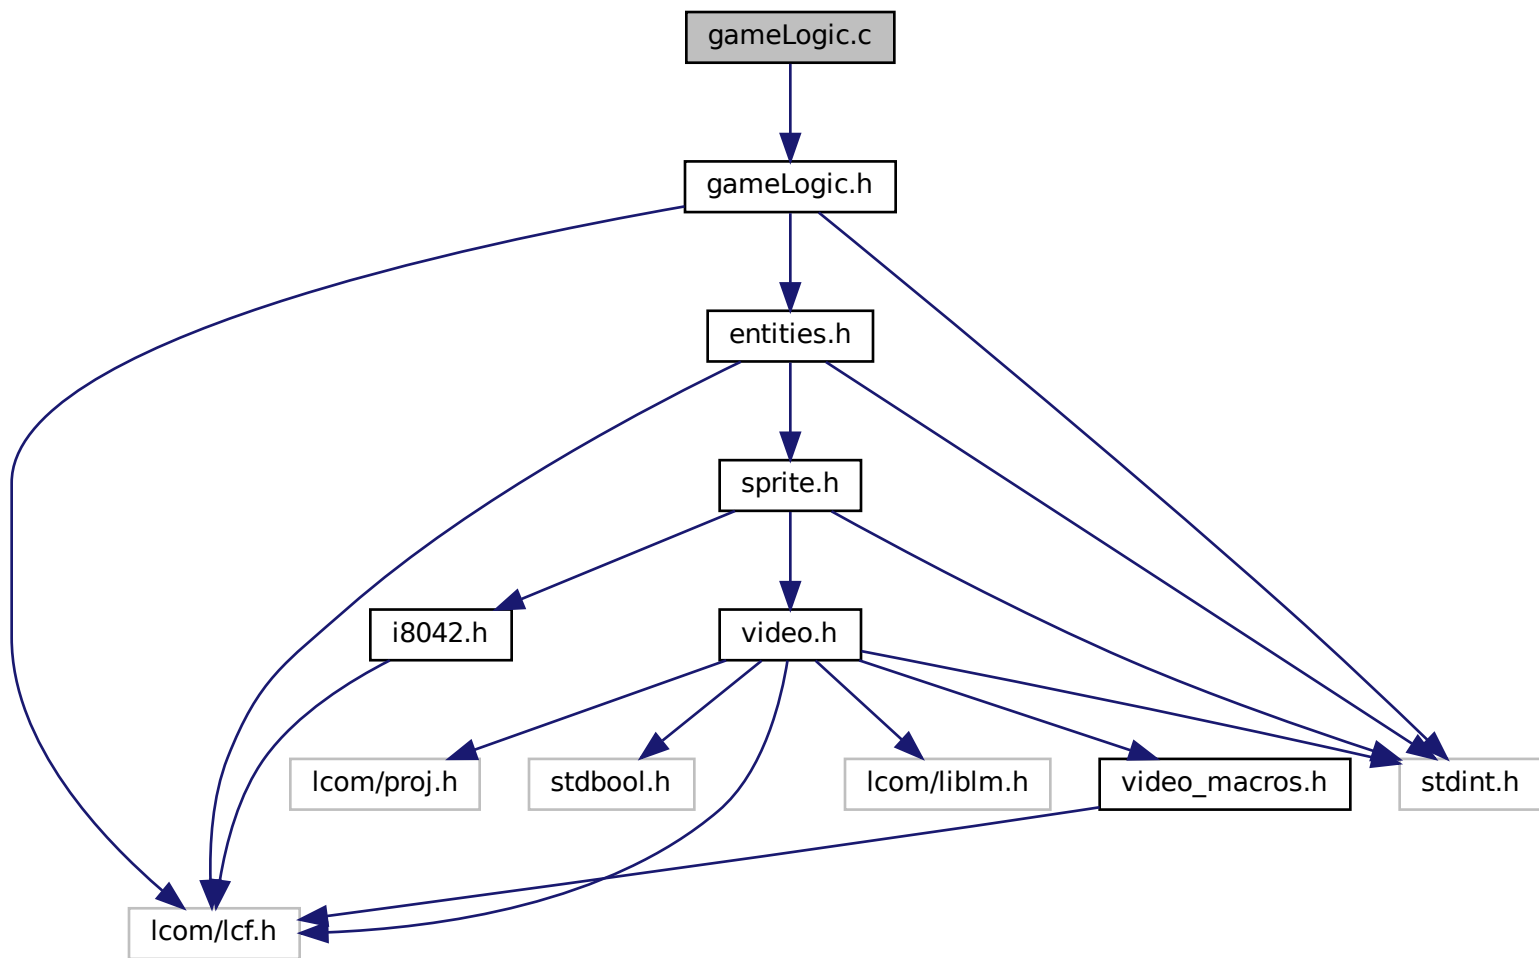 gameLogic.c
gameLogic.h
entities.h
sprite.h
i8042.h
video.h
lcom/proj.h
stdbool.h
lcom/liblm.h
video_macros.h
stdint.h
lcom/lcf.h